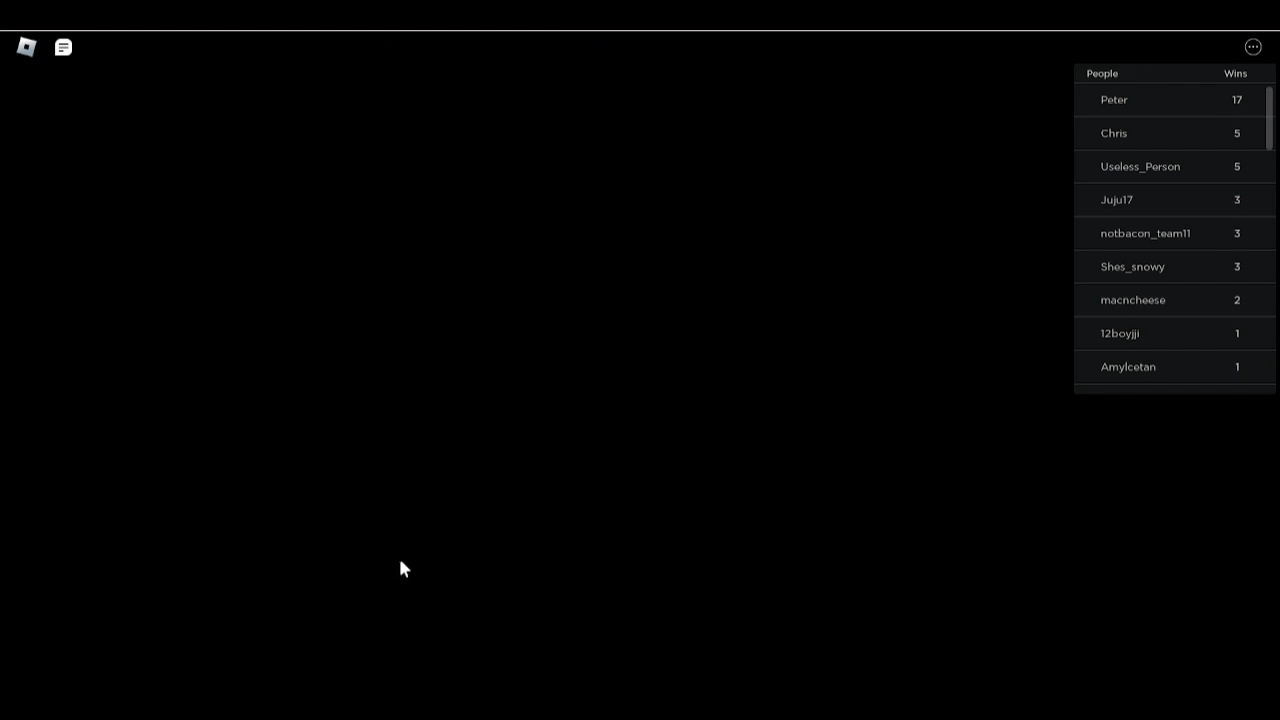 People Wins
Peter 17
Chris 5
Useless_Person 5
Juju17 3
notbacon_team11 3
Shes_snowy 3
macncheese 2
12boyjji 1
Amylcetan 1